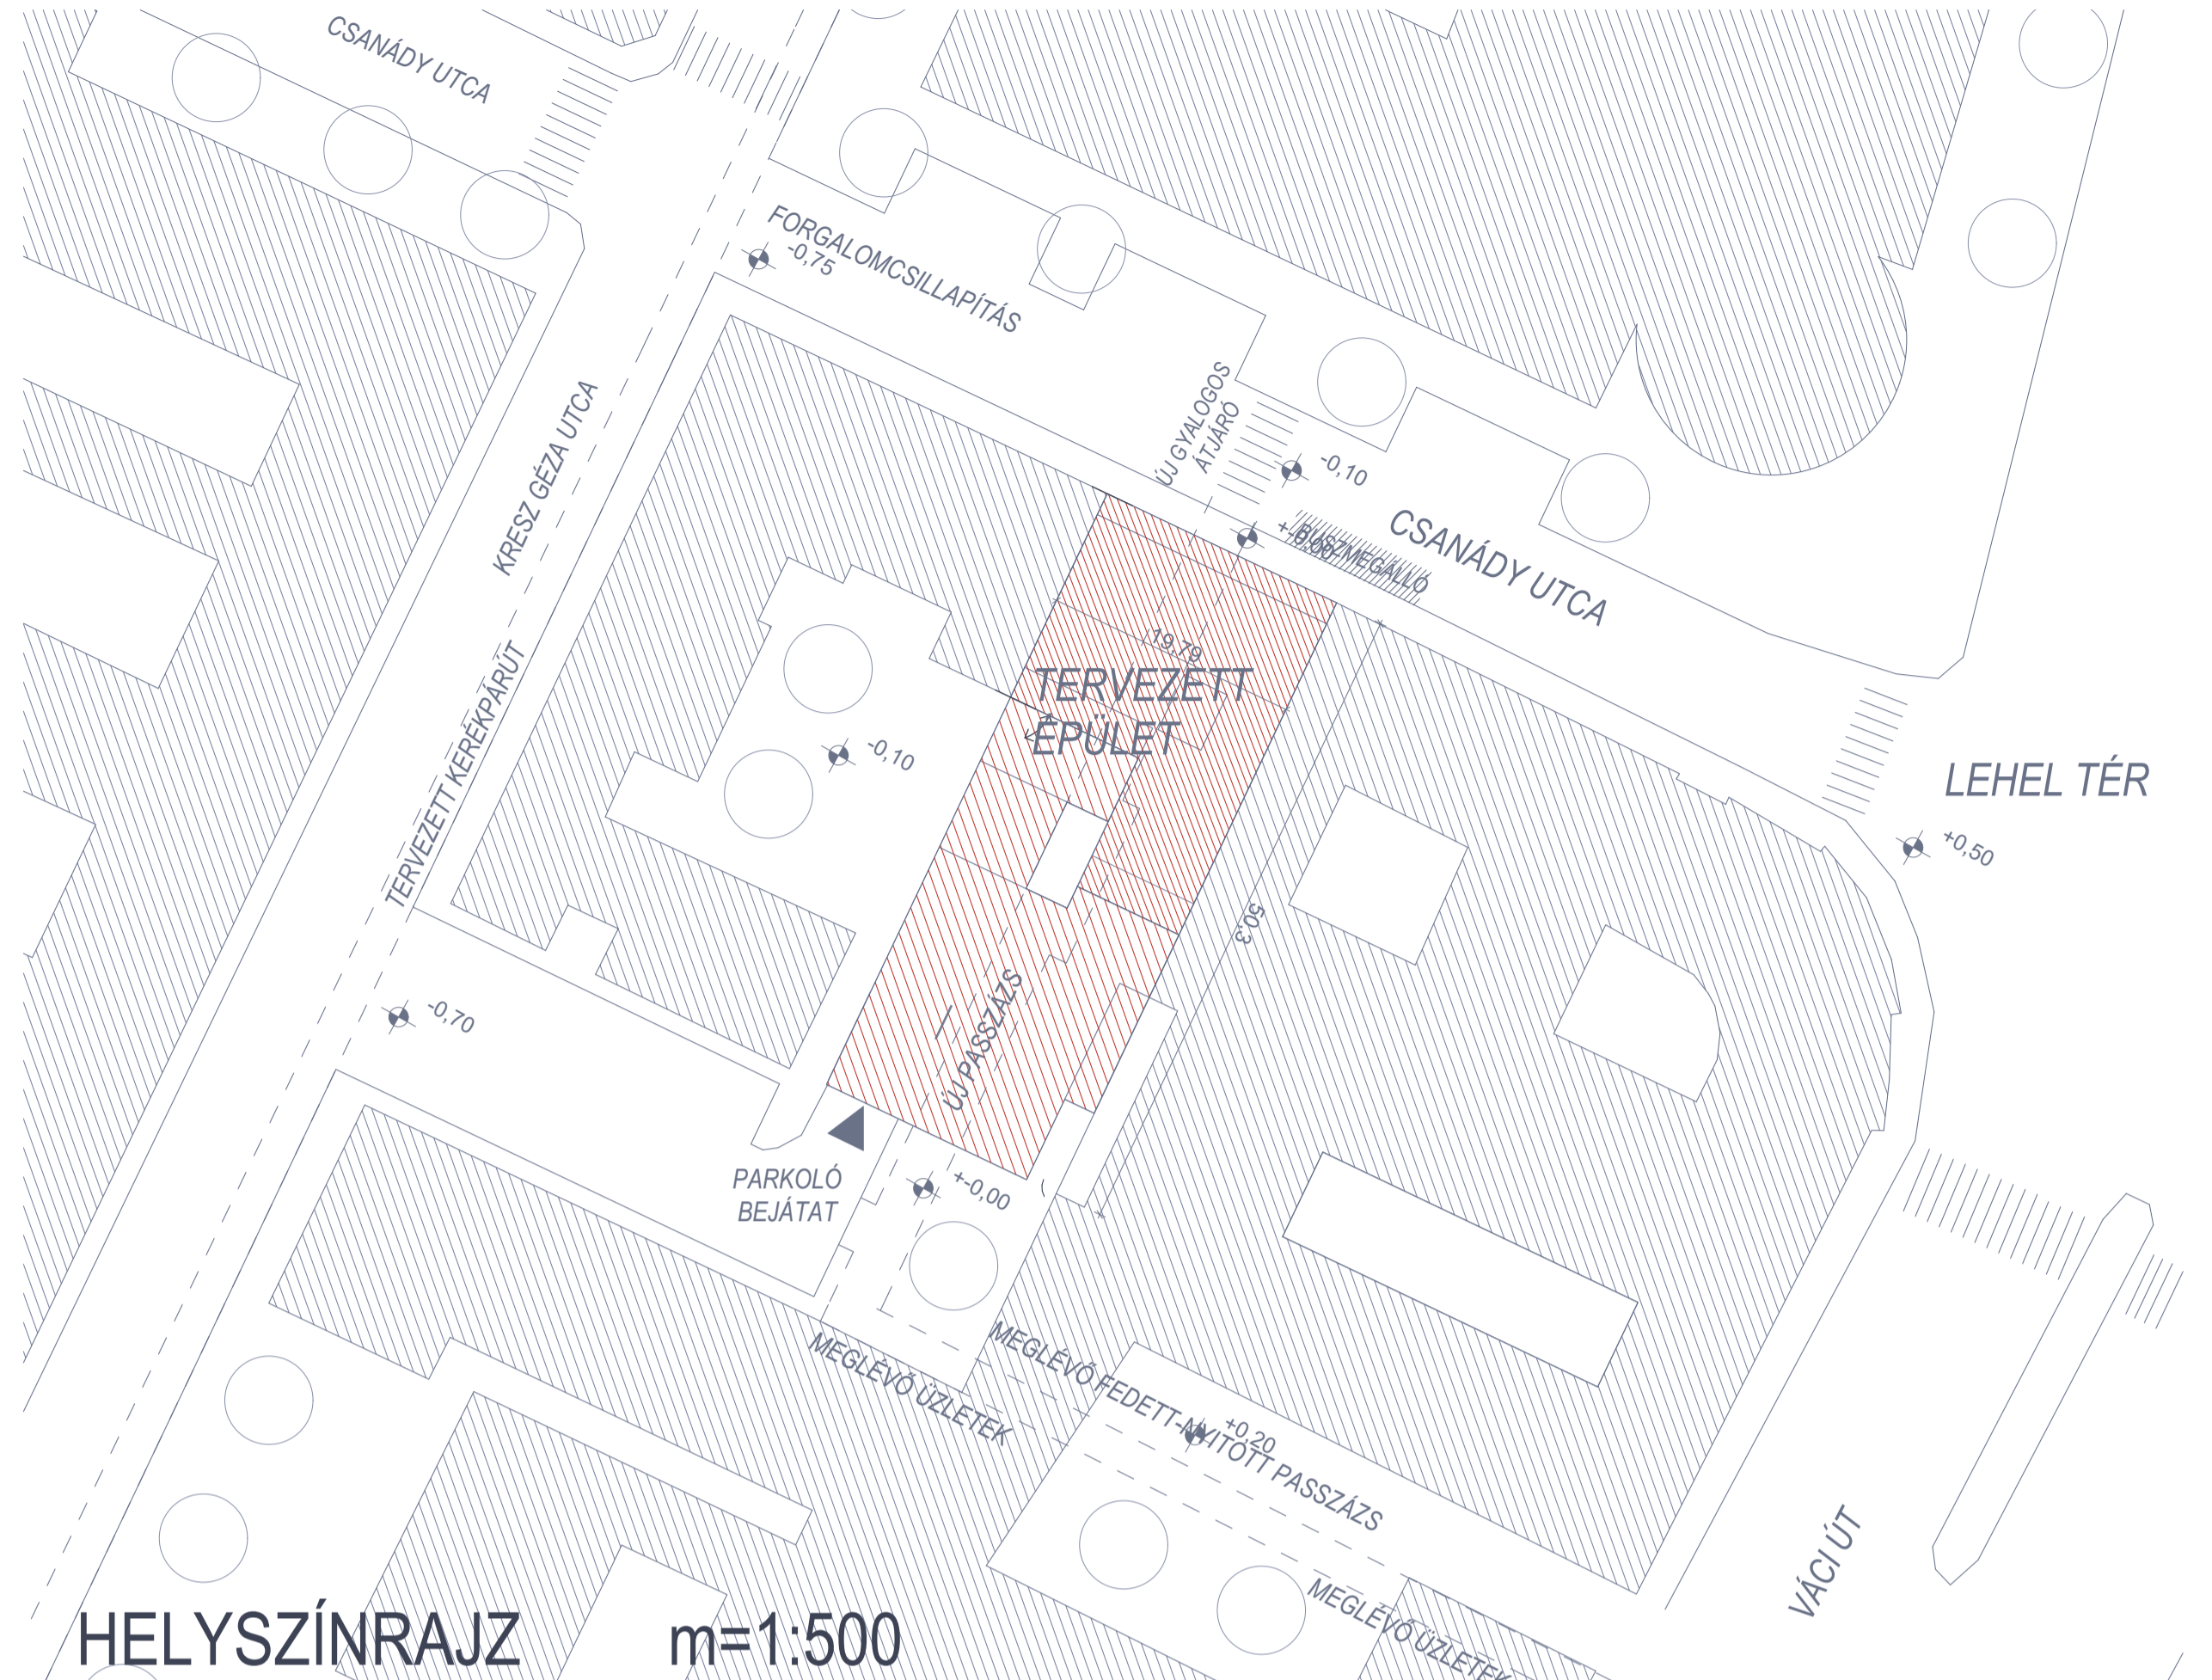 CSANÁDY UTCA
FORGALOMCSILLAPÍTÁS
-0,75
KRESZ GÉZA UTCA
ÚJ GYALOGOS
ÁTJÁRÓ
-0,10
+-0,00
BUSZMEGÁLLÓ
CSANÁDY UTCA
19,79
TERVEZETT
ÉPÜLET
-0,10
TERVEZETT KERÉKPÁRÚT
LEHEL TÉR
+0,50
50,3
-0,70
ÚJ PASSZÁZS
PARKOLÓ
BEJÁTAT
+-0,00
MEGLÉVŐ ÜZLETEK
MEGLÉVŐ FEDETT-NYITOTT PASSZÁZS
+0,20
VÁCI ÚT
MEGLÉVŐ ÜZLETEK
HELYSZÍNRAJZ m=1:500